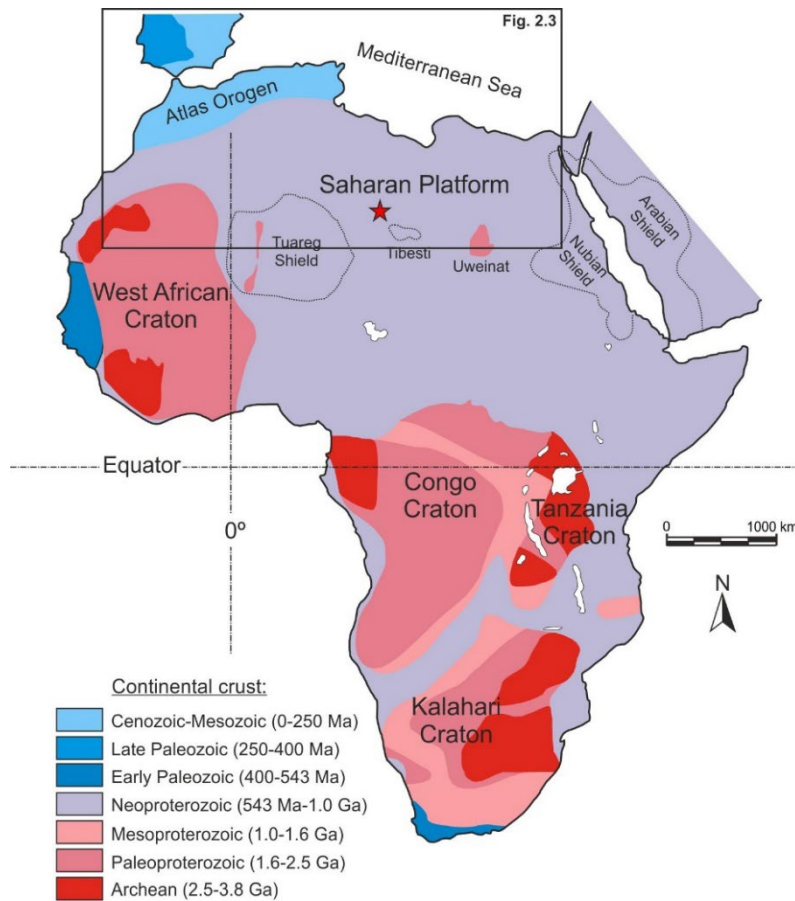 Fig. 2.3
Mediterranean Sea
Atlas Orogen
Saharan Platform
Tuareg
Shield
Tibesti
Uweinat
Nubian
Shield
Arabian
Shield
West African
Craton
Equator
0º
Congo
Craton
Tanzania
Craton
0 1000 km
N
Kalahari
Craton
Continental crust:
Cenozoic-Mesozoic (0-250 Ma)
Late Paleozoic (250-400 Ma)
Early Paleozoic (400-543 Ma)
Neoproterozoic (543 Ma-1.0 Ga)
Mesoproterozoic (1.0-1.6 Ga)
Paleoproterozoic (1.6-2.5 Ga)
Archean (2.5-3.8 Ga)